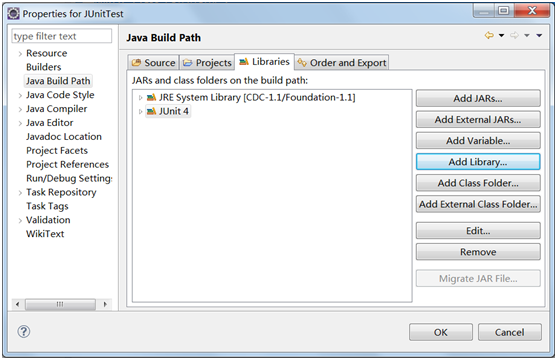 Properties for JUnitTest
type filter text
Resource
Builders
Java Build Path
Java Code Style
Java Compiler
Java Editor
Javadoc Location
Project Facets
Project References
Run/Debug Settings
Task Repository
Task Tags
Validation
WikiText
Java Build Path
Source
Projects
Libraries
Order and Export
JARs and class folders on the build path:
JRE System Library [CDC-1.1/Foundation-1.1]
JUnit 4
Add JARs...
Add External JARs...
Add Variable...
Add Library...
Add Class Folder...
Add External Class Folder...
Edit...
Remove
Migrate JAR File...
OK
Cancel